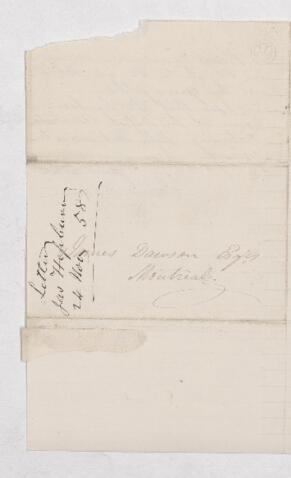 James Dawson Esqr
Montreal.
Letter
Jas Hepburn
24 Nov 58